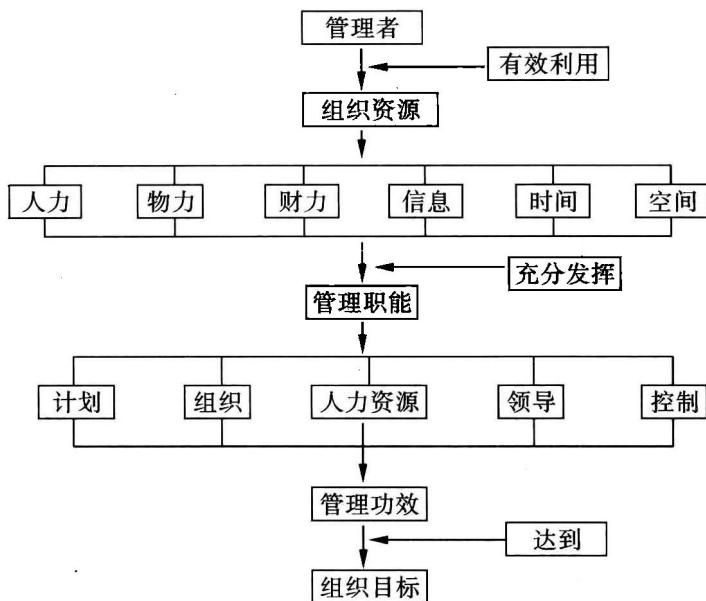 管理者
有效利用
组织资源
人力 物力 财力 信息 时间 空间
充分发挥
管理职能
计划 组织 人力资源 领导 控制
管理功效
达到
组织目标